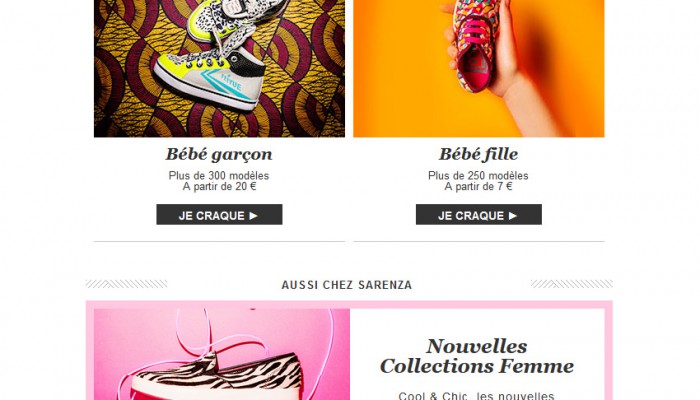 Bébé garçon
Plus de 300 modèles
A partir de 20 €
JE CRAQUE ►
Bébé fille
Plus de 250 modèles
A partir de 7 €
JE CRAQUE ►
AUSSI CHEZ SARENZA
Nouvelles
Collections Femme
Cool & Chic, les nouvelles